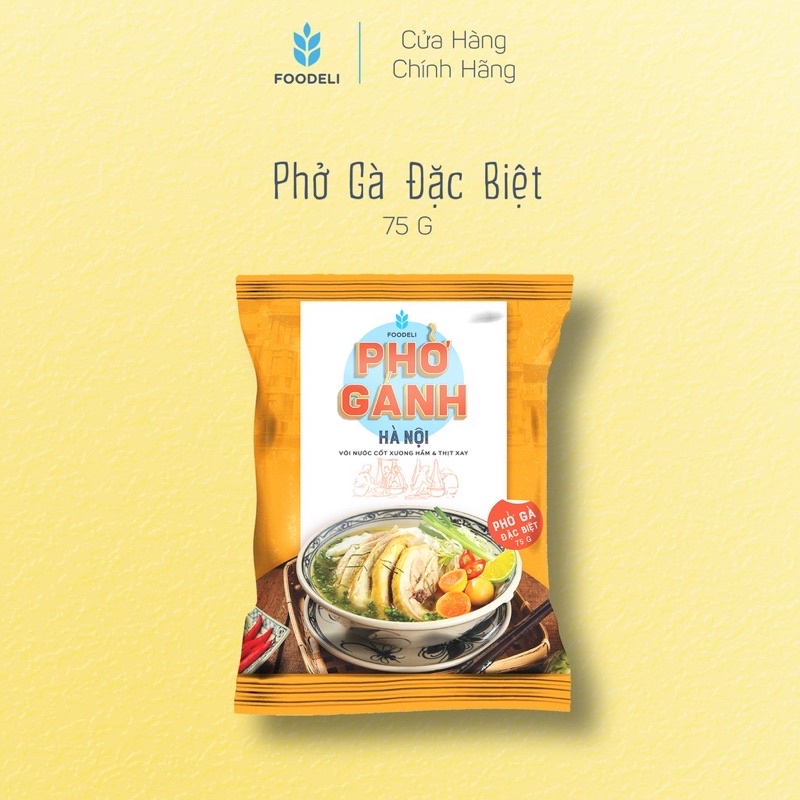 FOODELI
Cửa Hàng
Chính Hãng
Phở Gà Đặc Biệt
75 G
FOODELI
PHỞ
GÁNH
HÀ NỘI
VỚI NƯỚC CỐT XƯƠNG HẦM & THỊT XAY
PHỞ GÀ
ĐẶC BIỆT
75 G